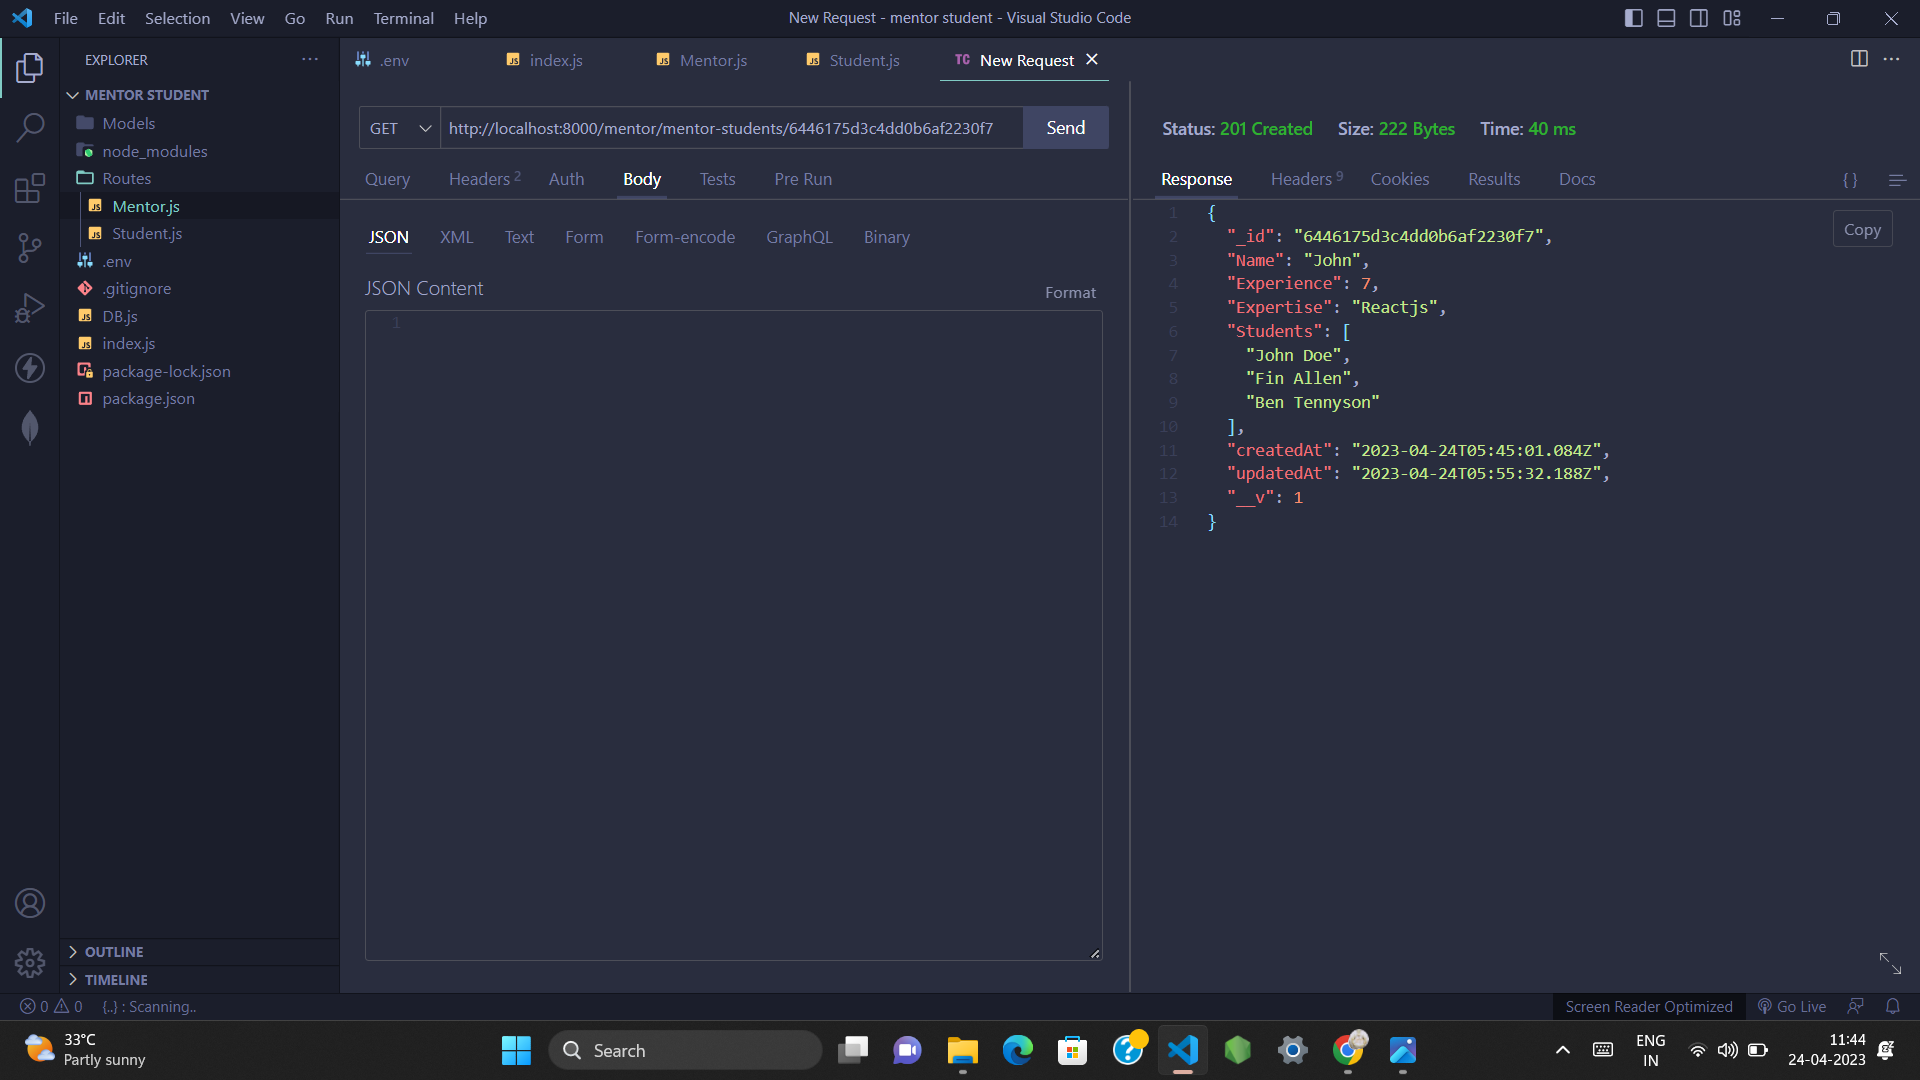 File Edit Selection View Go Run Terminal Help
New Request - mentor student - Visual Studio Code
EXPLORER
MENTOR STUDENT
Models
node_modules
Routes
JS Mentor.js
JS Student.js
.env
.gitignore
JS DB.js
JS index.js
package-lock.json
package.json
OUTLINE
TIMELINE
.env
JS index.js
JS Mentor.js
JS Student.js
TC New Request
GET http://localhost:8000/mentor/mentor-students/6446175d3c4dd0b6af2230f7 Send
Query Headers 2 Auth Body Tests Pre Run
JSON XML Text Form Form-encode GraphQL Binary
JSON Content
Format
1
Status: 201 Created Size: 222 Bytes Time: 40 ms
Response Headers 9 Cookies Results Docs { }
Copy
1 {
2 "_id": "6446175d3c4dd0b6af2230f7",
3 "Name": "John",
4 "Experience": 7,
5 "Expertise": "Reactjs",
6 "Students": [
7 "John Doe",
8 "Fin Allen",
9 "Ben Tennyson"
10 ],
11 "createdAt": "2023-04-24T05:45:01.084Z",
12 "updatedAt": "2023-04-24T05:55:32.188Z",
13 "__v": 1
14 }
0 0 {..} : Scanning..
Screen Reader Optimized Go Live
33°C
Partly sunny
Search
ENG
IN
11:44
24-04-2023